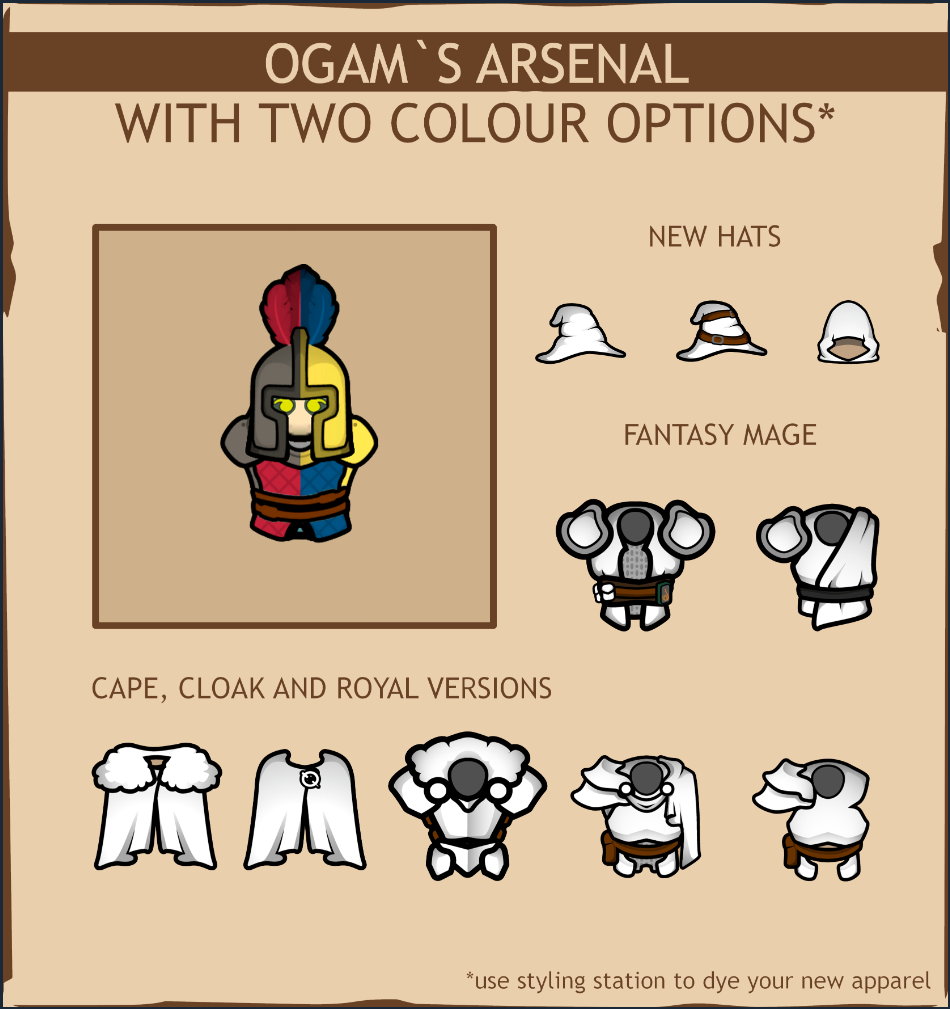 OGAM`S ARSENAL
WITH TWO COLOUR OPTIONS*
NEW HATS
FANTASY MAGE
CAPE, CLOAK AND ROYAL VERSIONS
*use styling station to dye your new apparel